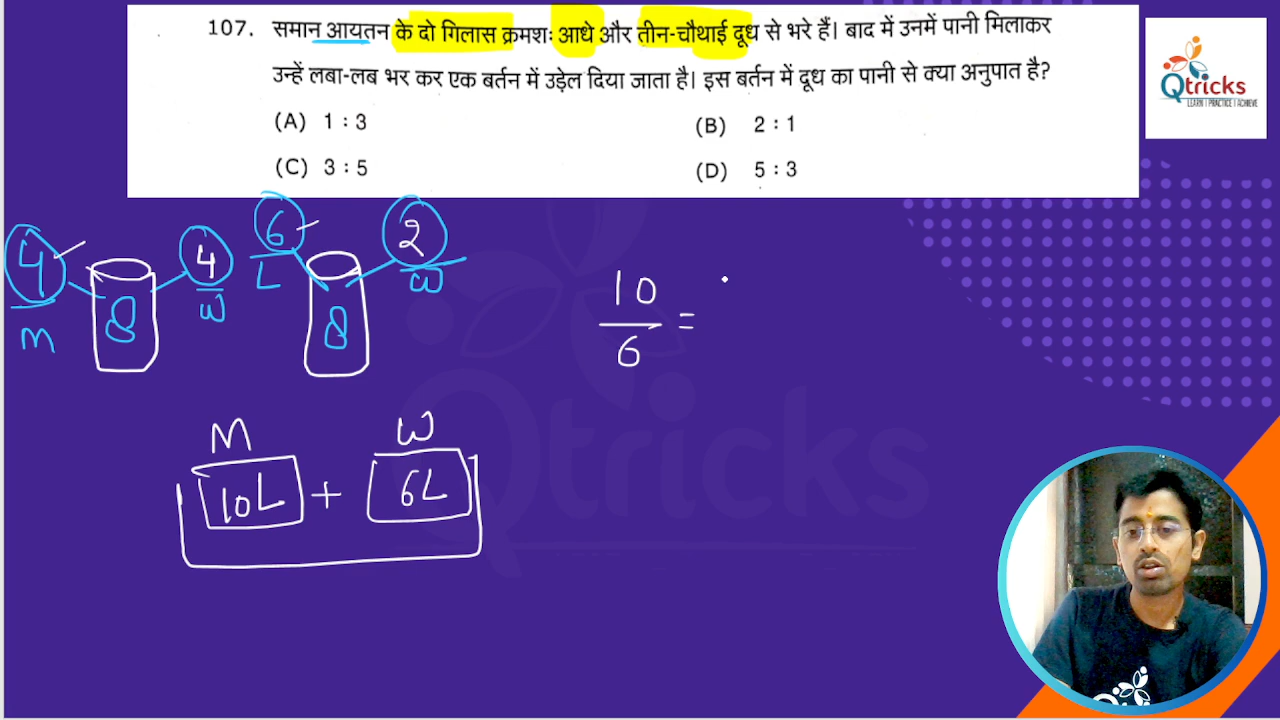 107. समान आयतन के दो गिलास क्रमशः आधे और तीन-चौथाई दूध से भरे हैं। बाद में उनमें पानी मिलाकर
उन्हें लबा-लब भर कर एक बर्तन में उड़ेल दिया जाता है। इस बर्तन में दूध का पानी से क्या अनुपात है?
(A) 1 : 3
(B) 2 : 1
(C) 3 : 5
(D) 5 : 3
Qtricks
LEARN | PRACTICE | ACHIEVE
4
M
8
4
W
6
L
8
2
W
10
6
=
M
W
10L + 6L
Qtricks